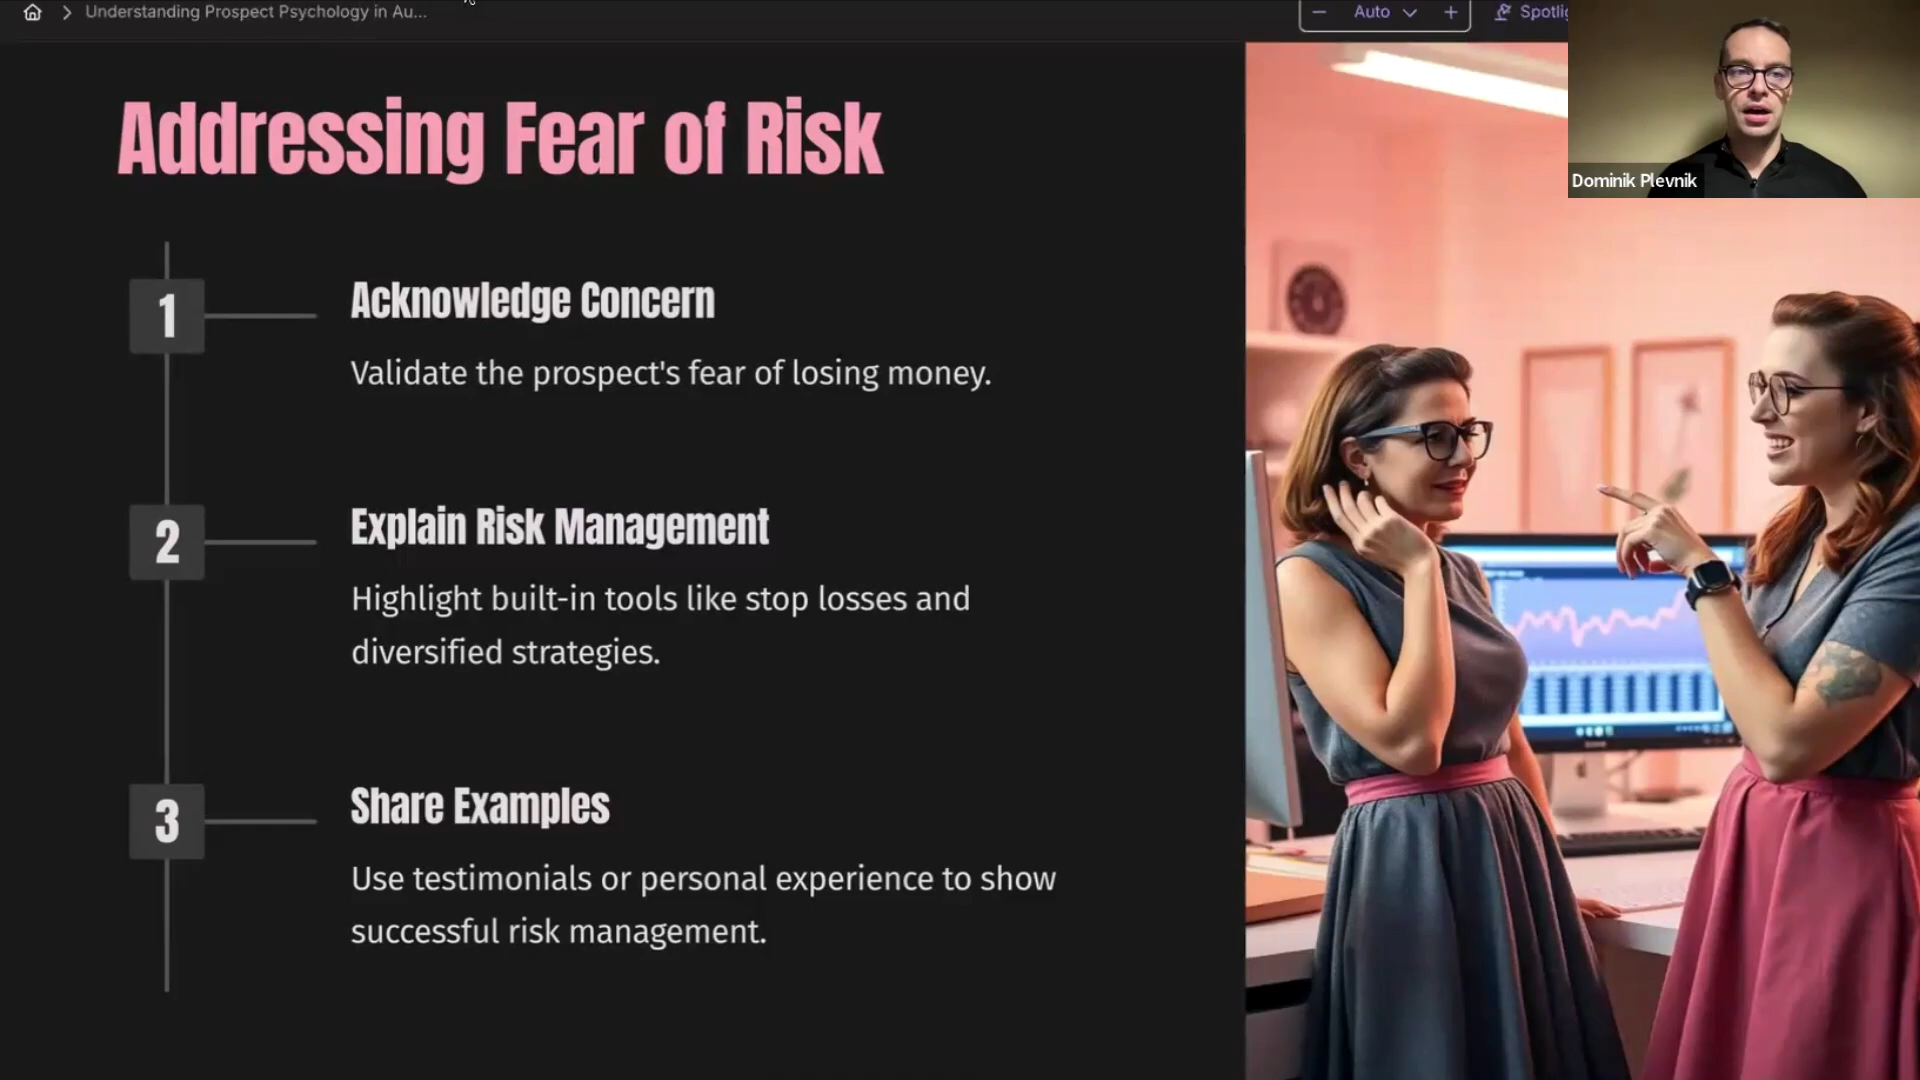 Understanding Prospect Psychology in Au...
Auto
Spotlig
Dominik Plevnik
Addressing Fear of Risk
1
Acknowledge Concern
Validate the prospect's fear of losing money.
2
Explain Risk Management
Highlight built-in tools like stop losses and
diversified strategies.
3
Share Examples
Use testimonials or personal experience to show
successful risk management.